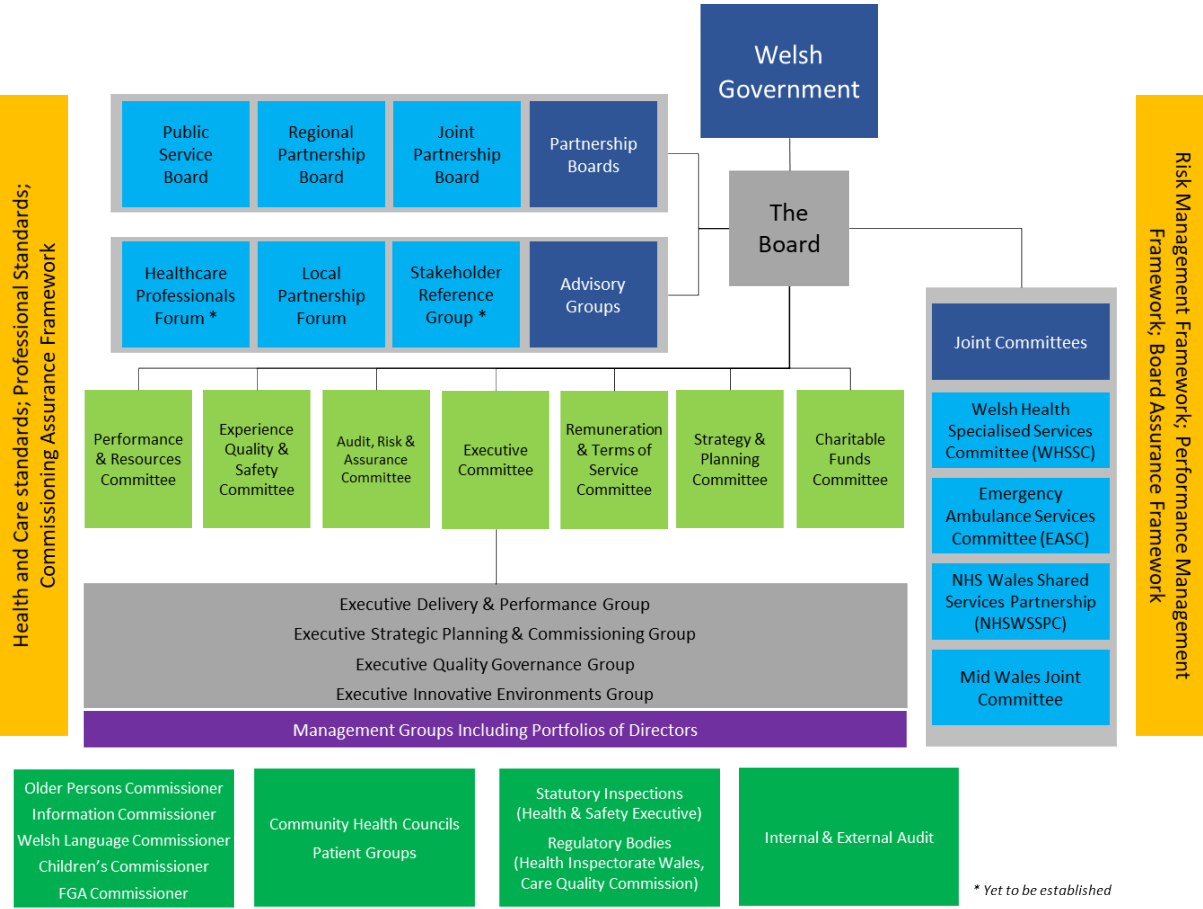 Welsh
Government
Health and Care standards; Professional Standards;
Commissioning Assurance Framework
Public
Service
Board
Regional
Partnership
Board
Joint
Partnership
Board
Partnership
Boards
The
Board
Healthcare
Professionals
Forum *
Local
Partnership
Forum
Stakeholder
Reference
Group *
Advisory
Groups
Performance
& Resources
Committee
Experience
Quality &
Safety
Committee
Audit, Risk &
Assurance
Committee
Executive
Committee
Remuneration
& Terms of
Service
Committee
Strategy &
Planning
Committee
Charitable
Funds
Committee
Joint Committees
Welsh Health
Specialised Services
Committee (WHSSC)
Emergency
Ambulance Services
Committee (EASC)
NHS Wales Shared
Services Partnership
(NHSWSSPC)
Mid Wales Joint
Committee
Risk Management Framework; Performance Management
Framework; Board Assurance Framework
Executive Delivery & Performance Group
Executive Strategic Planning & Commissioning Group
Executive Quality Governance Group
Executive Innovative Environments Group
Management Groups Including Portfolios of Directors
Older Persons Commissioner
Information Commissioner
Welsh Language Commissioner
Children's Commissioner
FGA Commissioner
Community Health Councils
Patient Groups
Statutory Inspections
(Health & Safety Executive)
Regulatory Bodies
(Health Inspectorate Wales,
Care Quality Commission)
Internal & External Audit
* Yet to be established